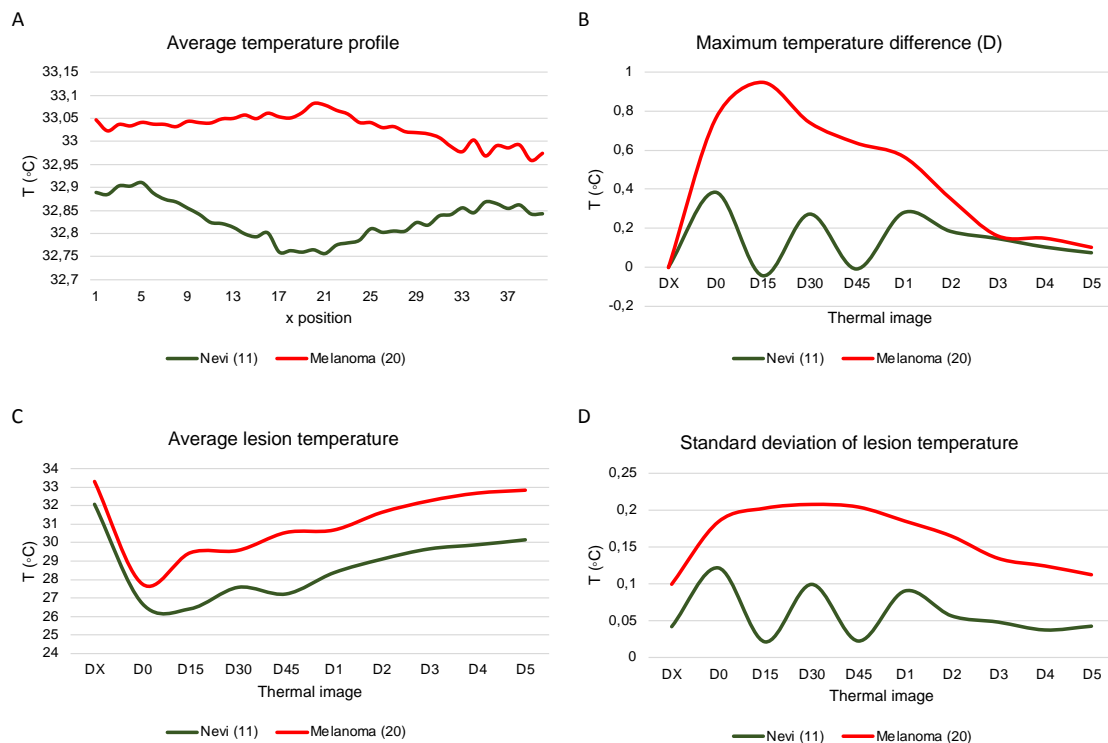 A
Average temperature profile
33,15
33,1
33,05
33
32,95
32,9
32,85
32,8
32,75
32,7
T (◦C)
1 5 9 13 17 21 25 29 33 37
x position
Nevi (11) Melanoma (20)
B
Maximum temperature difference (D)
1
0,8
0,6
0,4
0,2
0
-0,2
T (◦C)
DX D0 D15 D30 D45 D1 D2 D3 D4 D5
Thermal image
Nevi (11) Melanoma (20)
C
Average lesion temperature
34
33
32
31
30
29
28
27
26
25
24
T (◦C)
DX D0 D15 D30 D45 D1 D2 D3 D4 D5
Thermal image
Nevi (11) Melanoma (20)
D
Standard deviation of lesion temperature
0,25
0,2
0,15
0,1
0,05
0
T (◦C)
DX D0 D15 D30 D45 D1 D2 D3 D4 D5
Thermal image
Nevi (11) Melanoma (20)